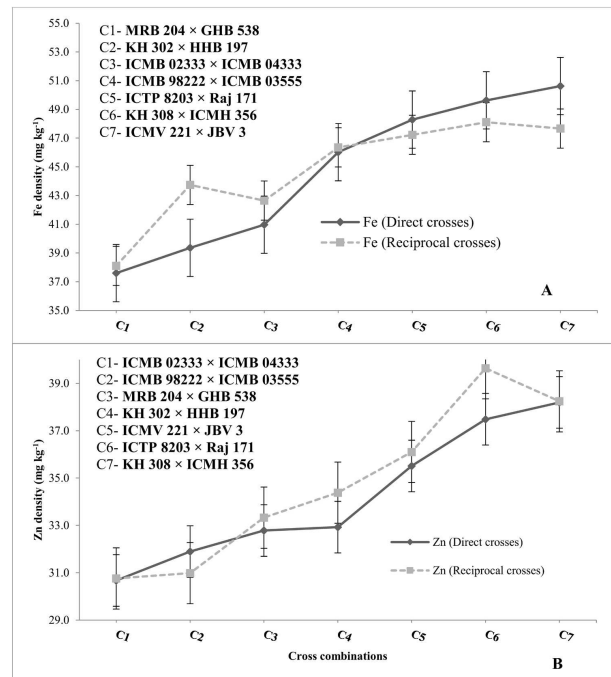 C1- MRB 204 × GHB 538
C2- KH 302 × HHB 197
C3- ICMB 02333 × ICMB 04333
C4- ICMB 98222 × ICMB 03555
C5- ICTP 8203 × Raj 171
C6- KH 308 × ICMH 356
C7- ICMV 221 × JBV 3
Fe density (mg kg⁻¹)
55.0
53.0
51.0
49.0
47.0
45.0
43.0
41.0
39.0
37.0
35.0
Fe (Direct crosses)
Fe (Reciprocal crosses)
A
C1 C2 C3 C4 C5 C6 C7
C1- ICMB 02333 × ICMB 04333
C2- ICMB 98222 × ICMB 03555
C3- MRB 204 × GHB 538
C4- KH 302 × HHB 197
C5- ICMV 221 × JBV 3
C6- ICTP 8203 × Raj 171
C7- KH 308 × ICMH 356
Zn density (mg kg⁻¹)
39.0
37.0
35.0
33.0
31.0
29.0
Zn (Direct crosses)
Zn (Reciprocal crosses)
C1 C2 C3 C4 C5 C6 C7
Cross combinations
B